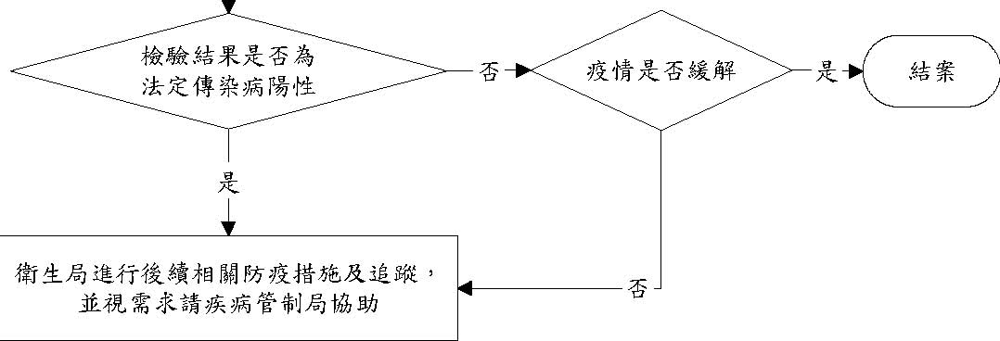 檢驗結果是否為
法定傳染病陽性
否
疫情是否緩解
是
結案
是
衛生局進行後續相關防疫措施及追蹤，
並視需求請疾病管制局協助
否